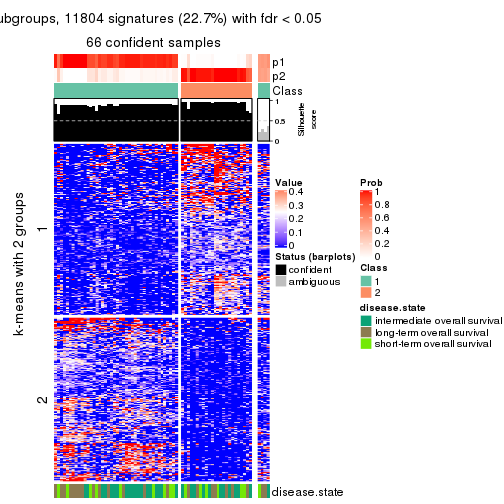 ubgroups, 11804 signatures (22.7%) with fdr < 0.05
66 confident samples
p1
p2
Class
1
0.5
0
Silhouette
score
k-means with 2 groups
1
2
Value
0.4
0.3
0.2
0.1
0
Status (barplots)
confident
ambiguous
Prob
1
0.8
0.6
0.4
0.2
0
Class
1
2
disease.state
intermediate overall survival
long-term overall survival
short-term overall survival
disease.state